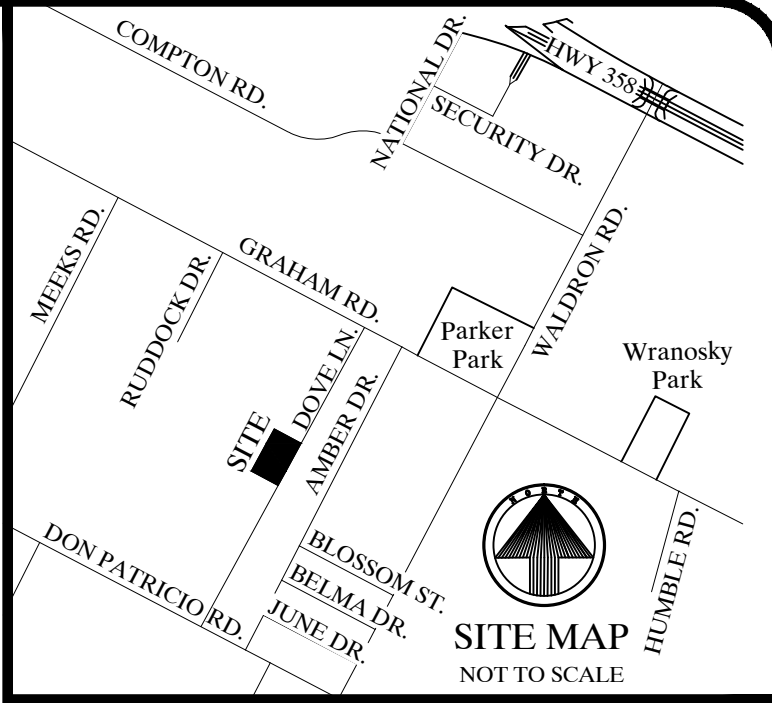 COMPTON RD.
NATIONAL DR.
HWY 358
SECURITY DR.
MEEKS RD.
RUDDOCK DR.
GRAHAM RD.
WALDRON RD.
Parker
Park
Wranosky
Park
DOVE LN.
AMBER DR.
SITE
NORTH
HUMBLE RD.
DON PATRICIO RD.
BLOSSOM ST.
BELMA DR.
JUNE DR.
SITE MAP
NOT TO SCALE